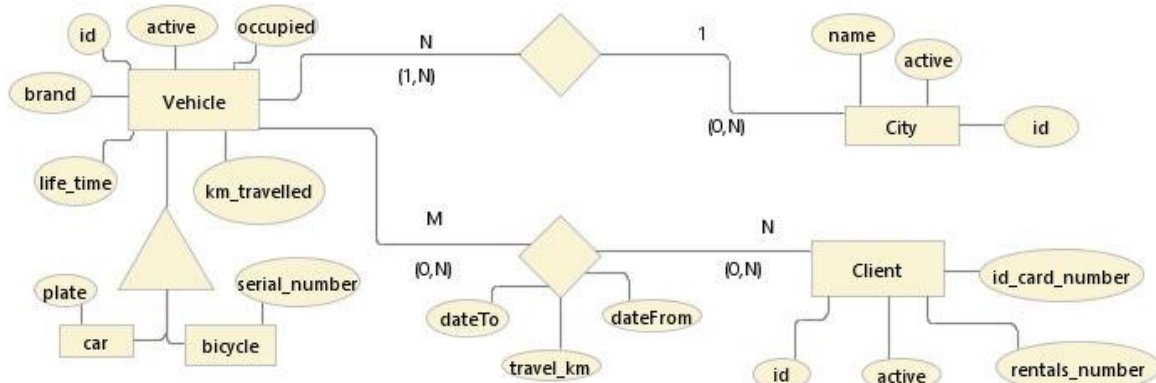 id
active
occupied
N
1
name
active
brand
Vehicle
(1,N)
(0,N)
City
id
life_time
km_travelled
M
N
plate
serial_number
(0,N)
(0,N)
Client
id_card_number
car
bicycle
dateTo
dateFrom
travel_km
id
active
rentals_number